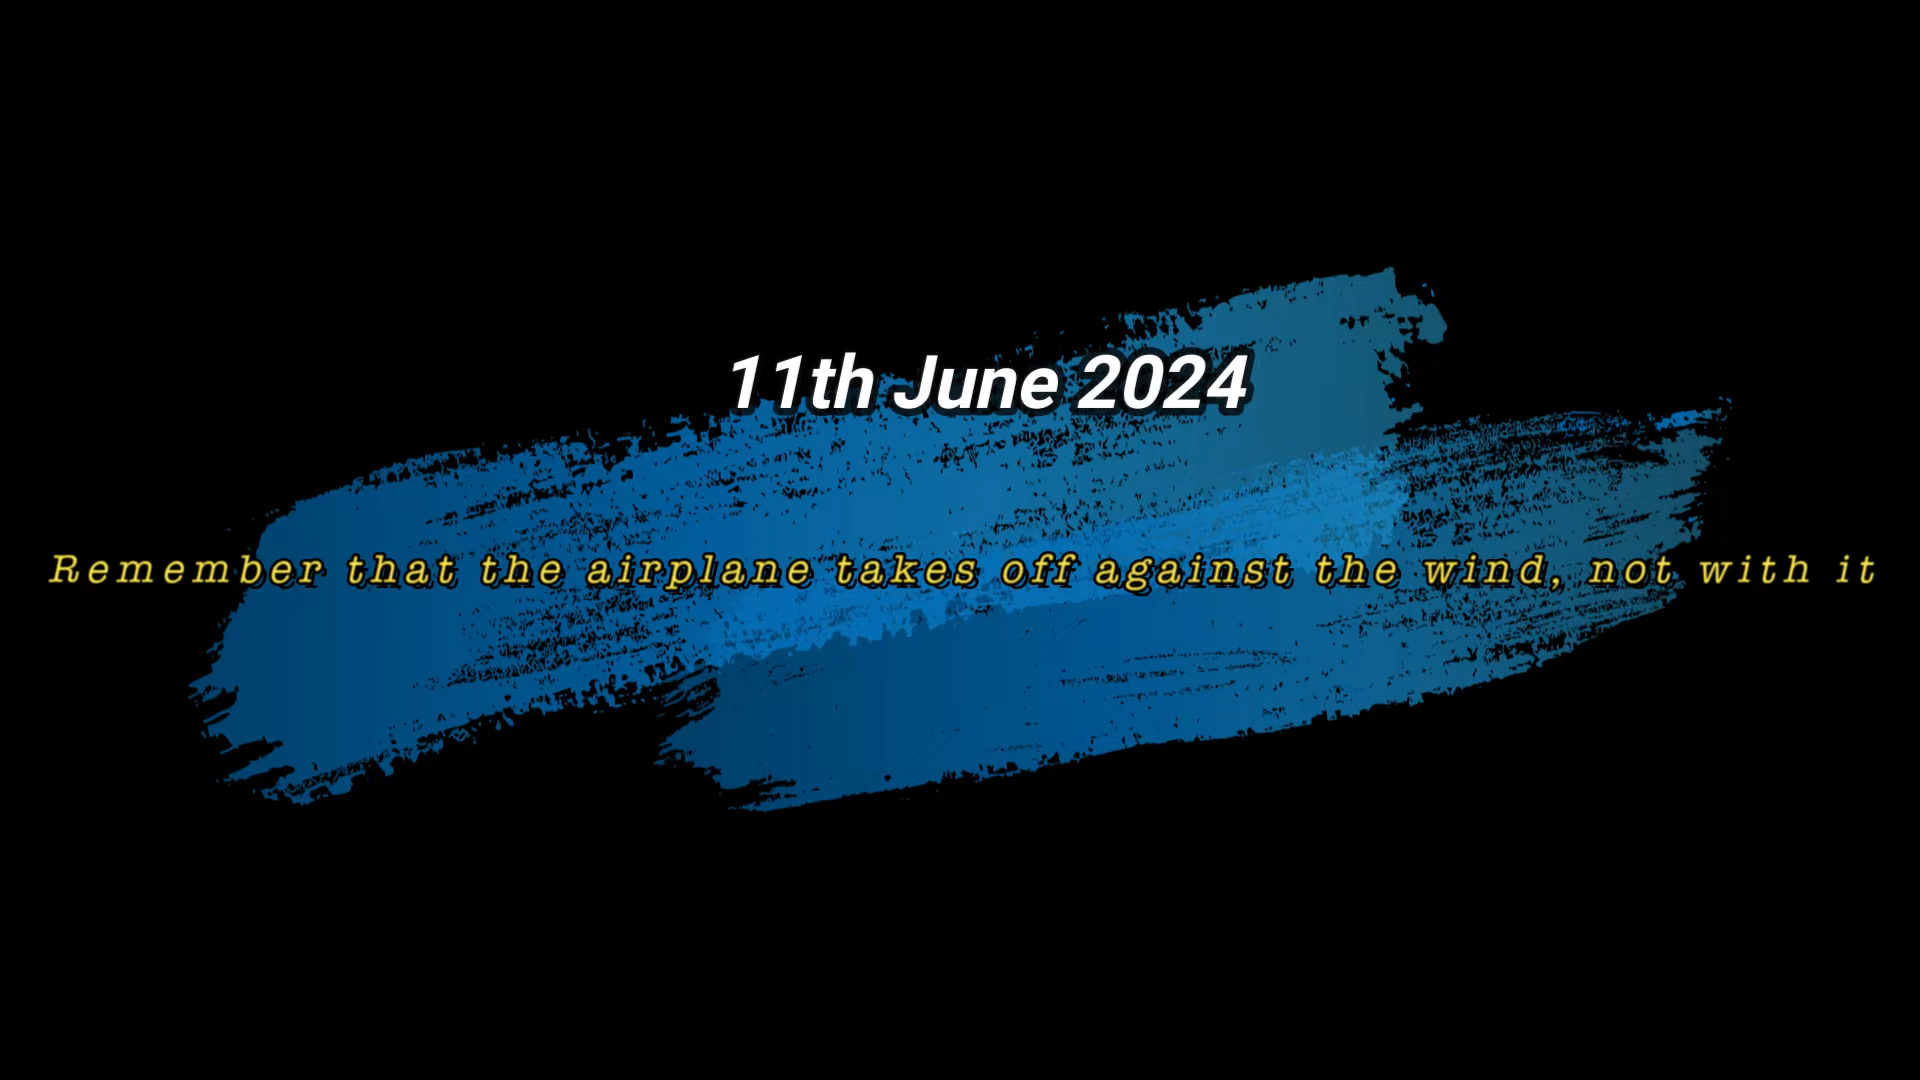 11th June 2024
Remember that the airplane takes off against the wind, not with it